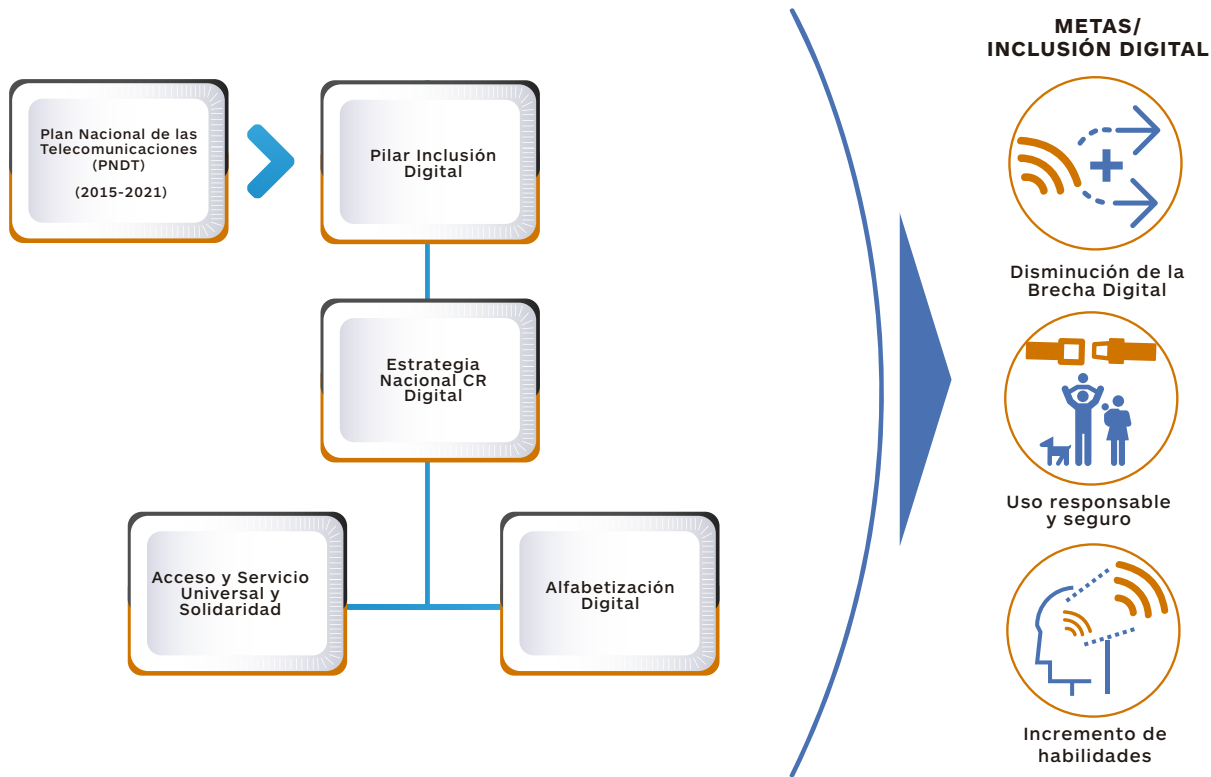 Plan Nacional de las
Telecomunicaciones
(PNDT)
(2015-2021)
Pilar Inclusión
Digital
Estrategia
Nacional CR
Digital
Acceso y Servicio
Universal y
Solidaridad
Alfabetización
Digital
METAS/
INCLUSIÓN DIGITAL
Disminución de la
Brecha Digital
Uso responsable
y seguro
Incremento de
habilidades